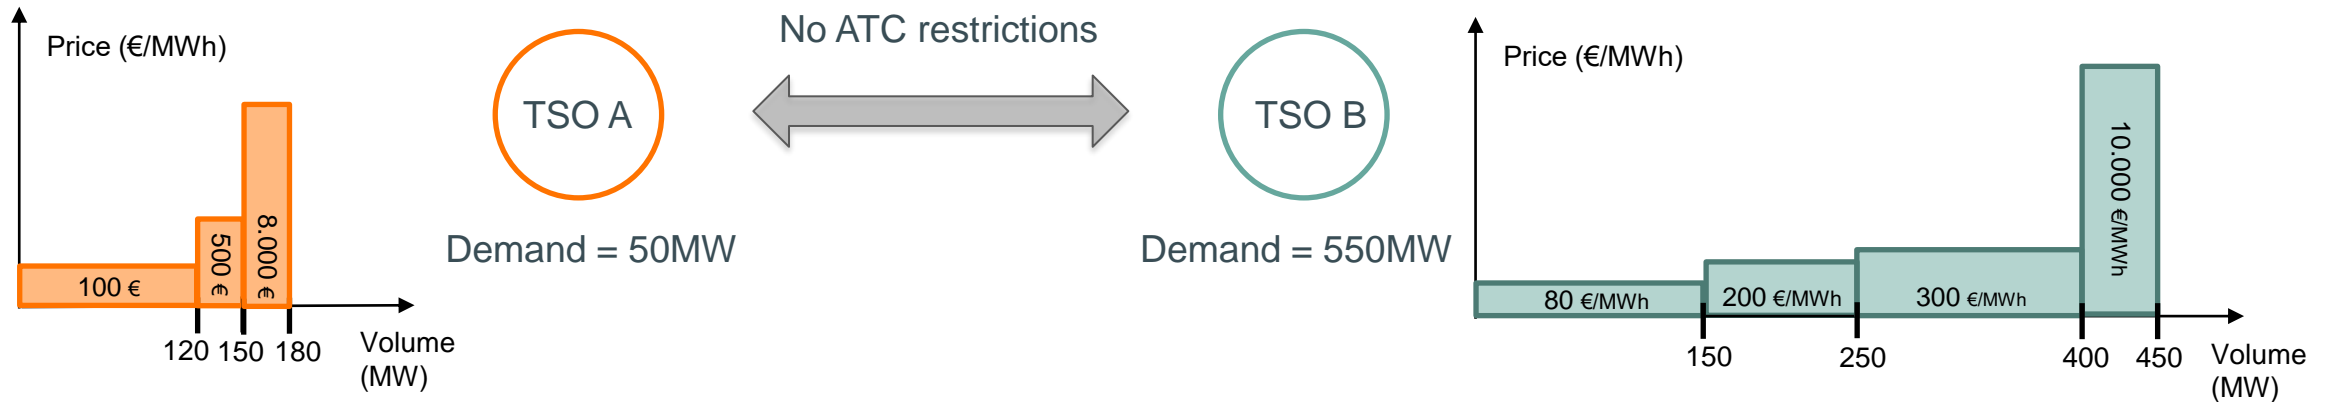 Price (€/MWh)
100 €
500 €
8.000 €
120 150 180
Volume
(MW)
TSO A
Demand = 50MW
No ATC restrictions
TSO B
Demand = 550MW
Price (€/MWh)
80 €/MWh
200 €/MWh
300 €/MWh
10.000 €/MWh
150 250 400 450
Volume
(MW)